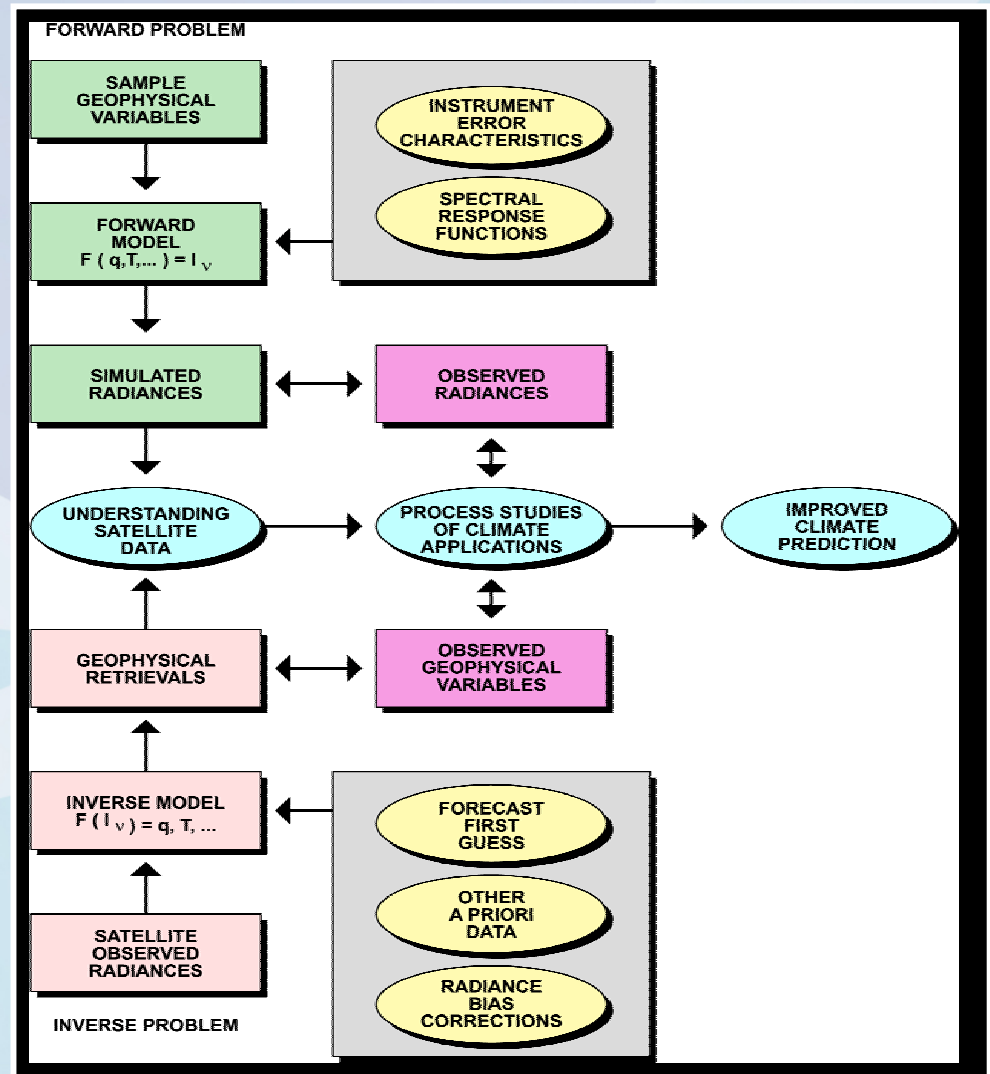 FORWARD PROBLEM
SAMPLE
GEOPHYSICAL
VARIABLES
INSTRUMENT
ERROR
CHARACTERISTICS
SPECTRAL
RESPONSE
FUNCTIONS
FORWARD
MODEL
F ( q,T,... ) = I ν
SIMULATED
RADIANCES
OBSERVED
RADIANCES
UNDERSTANDING
SATELLITE
DATA
PROCESS STUDIES
OF CLIMATE
APPLICATIONS
IMPROVED
CLIMATE
PREDICTION
GEOPHYSICAL
RETRIEVALS
OBSERVED
GEOPHYSICAL
VARIABLES
INVERSE MODEL
F ( I ν ) = q, T, ...
FORECAST
FIRST
GUESS
OTHER
A PRIORI
DATA
RADIANCE
BIAS
CORRECTIONS
SATELLITE
OBSERVED
RADIANCES
INVERSE PROBLEM